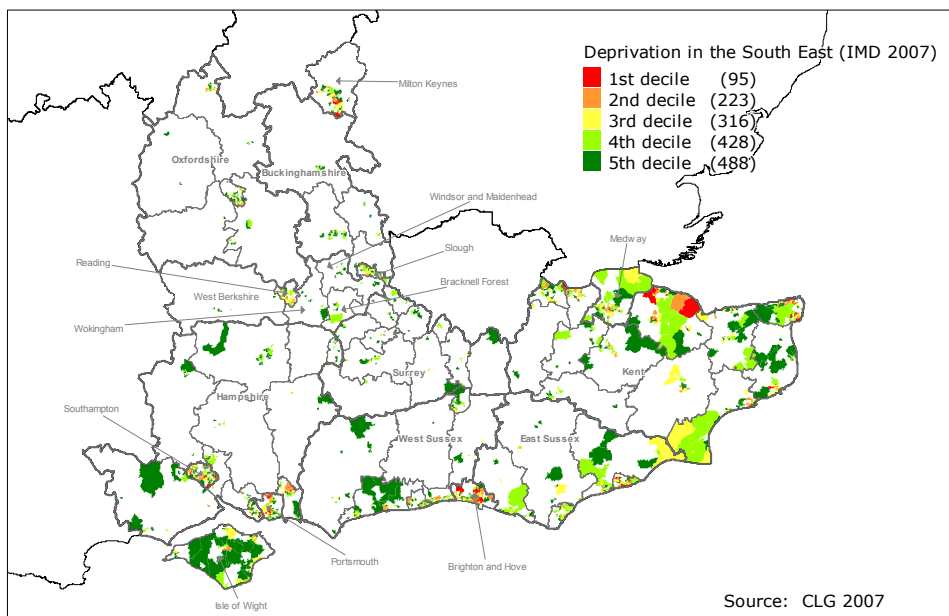 Deprivation in the South East (IMD 2007)
1st decile (95)
2nd decile (223)
3rd decile (316)
4th decile (428)
5th decile (488)
Milton Keynes
Oxfordshire
Buckinghamshire
Windsor and Maidenhead
Slough
Medway
Reading
West Berkshire
Bracknell Forest
Wokingham
Surrey
Kent
Hampshire
Southampton
West Sussex
East Sussex
Portsmouth
Brighton and Hove
Isle of Wight
Source: CLG 2007